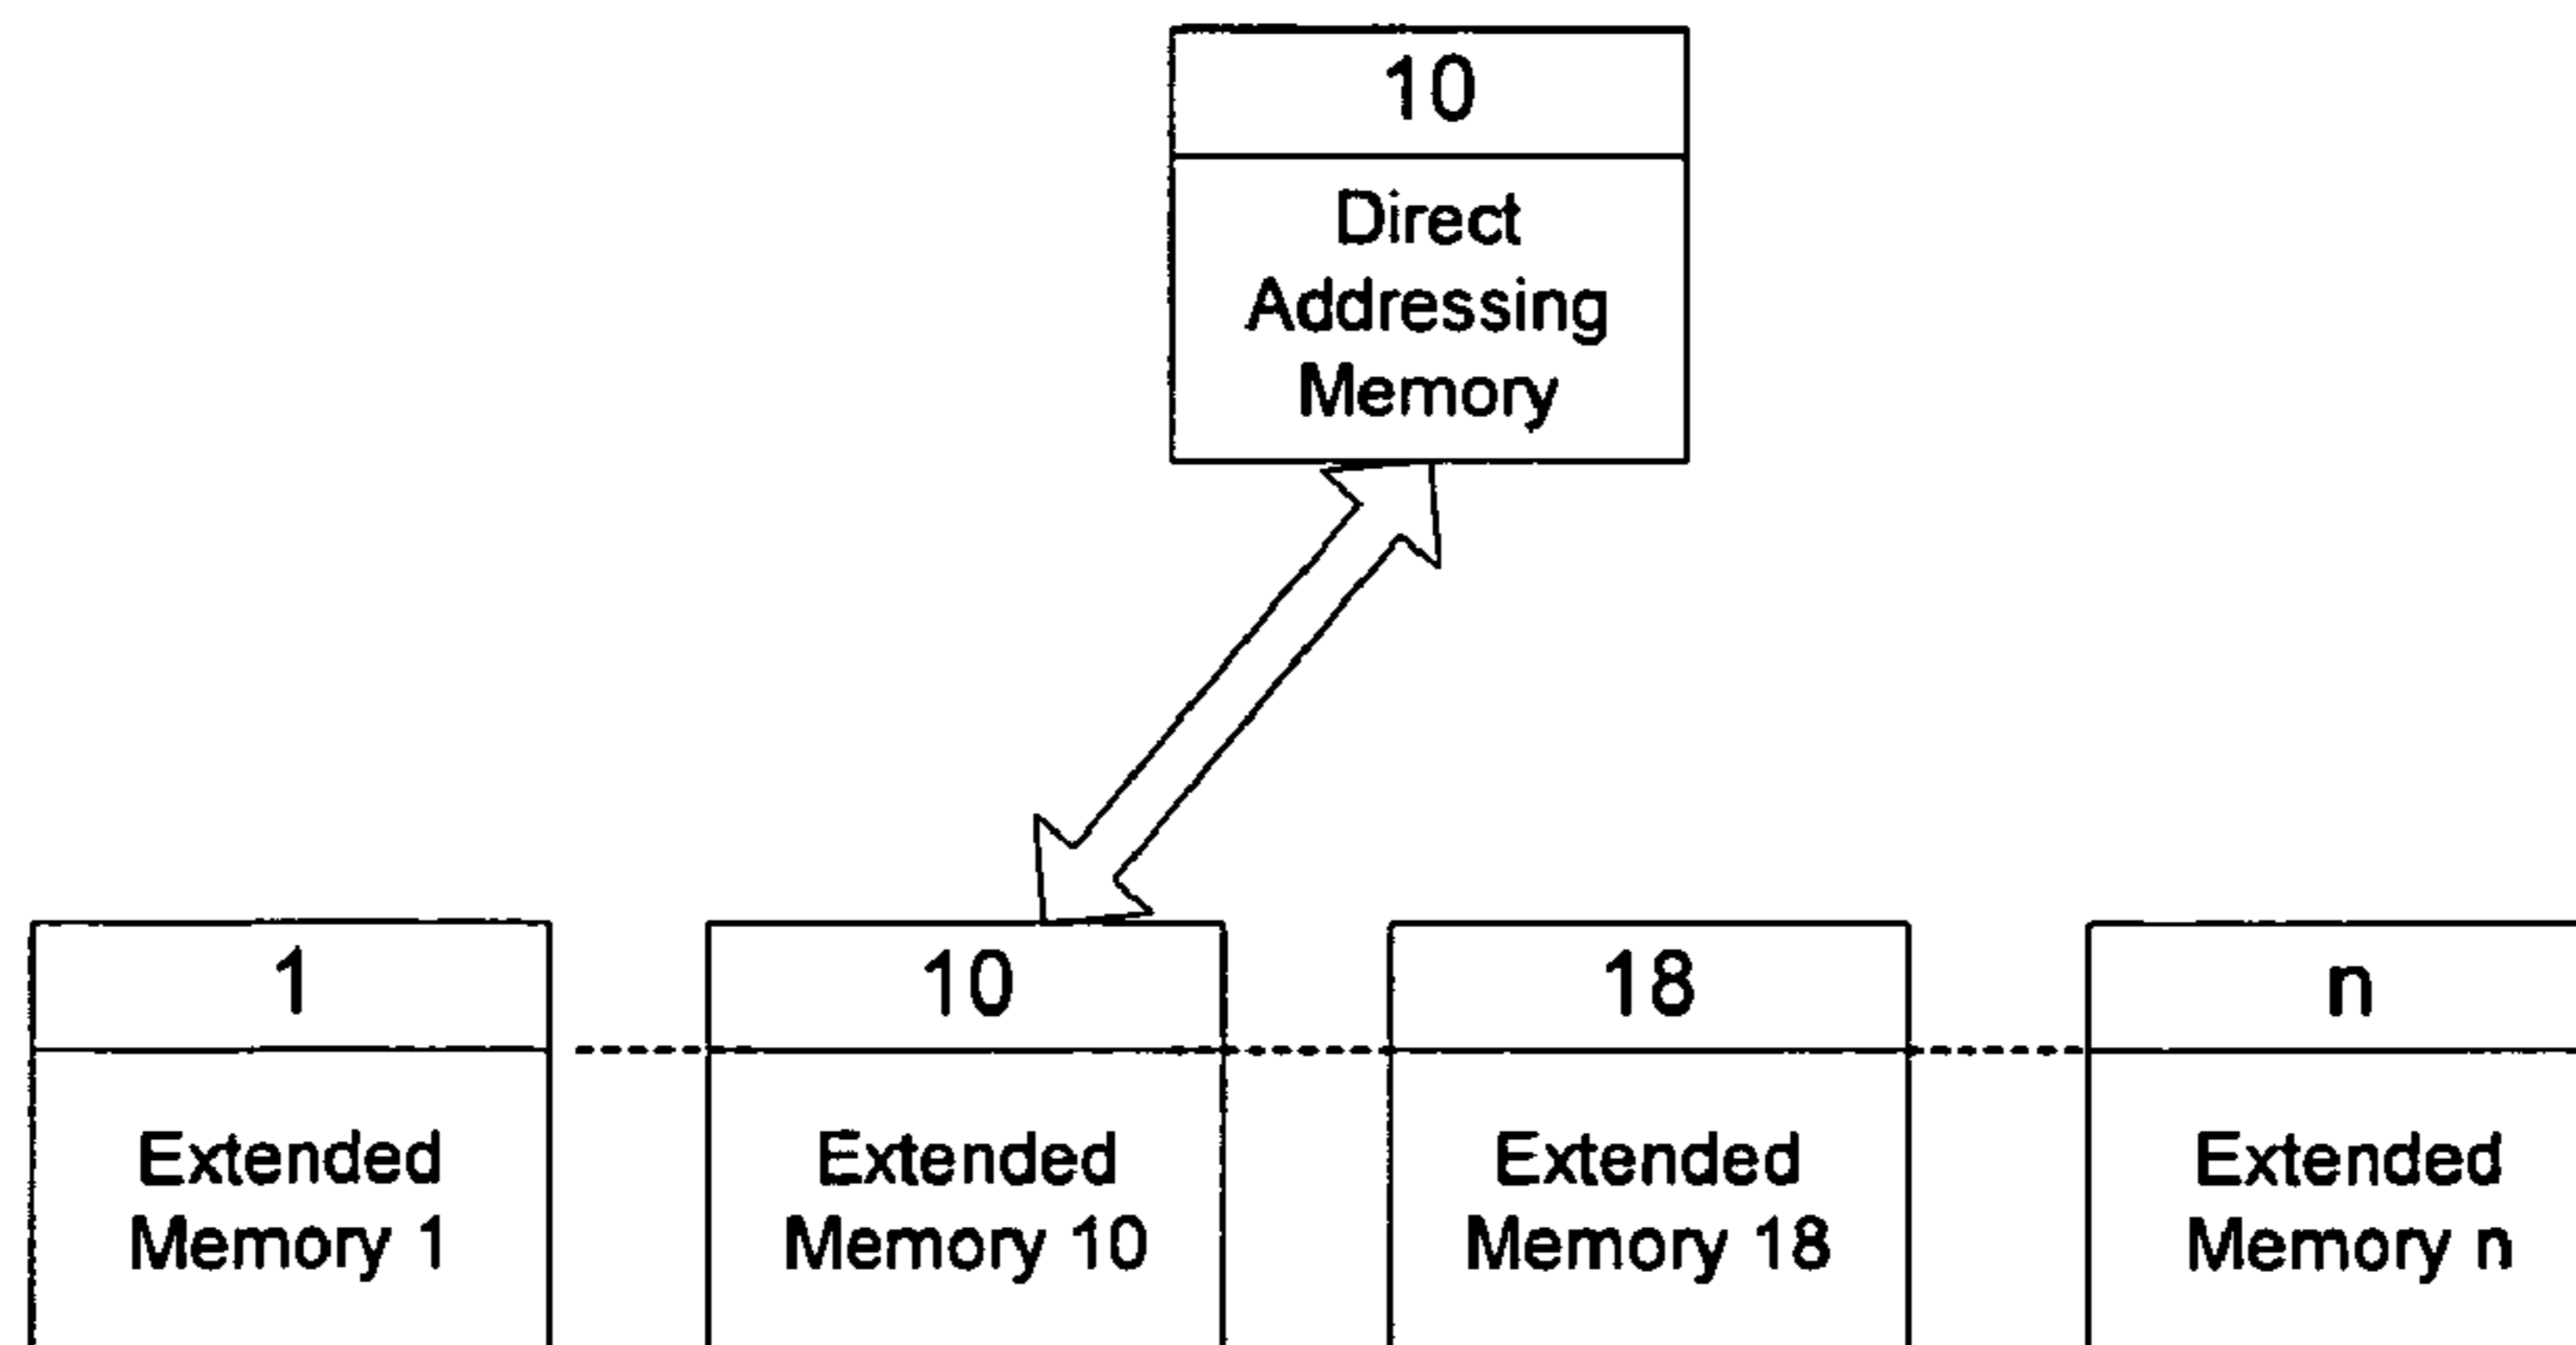 10
Direct
Addressing
Memory
1
10
18
n
Extended
Memory 1
Extended
Memory 10
Extended
Memory 18
Extended
Memory n